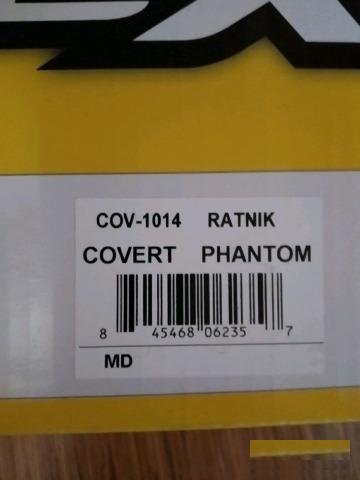 COV-1014 RATNIK
COVERT PHANTOM
8 45468 06235 7
MD